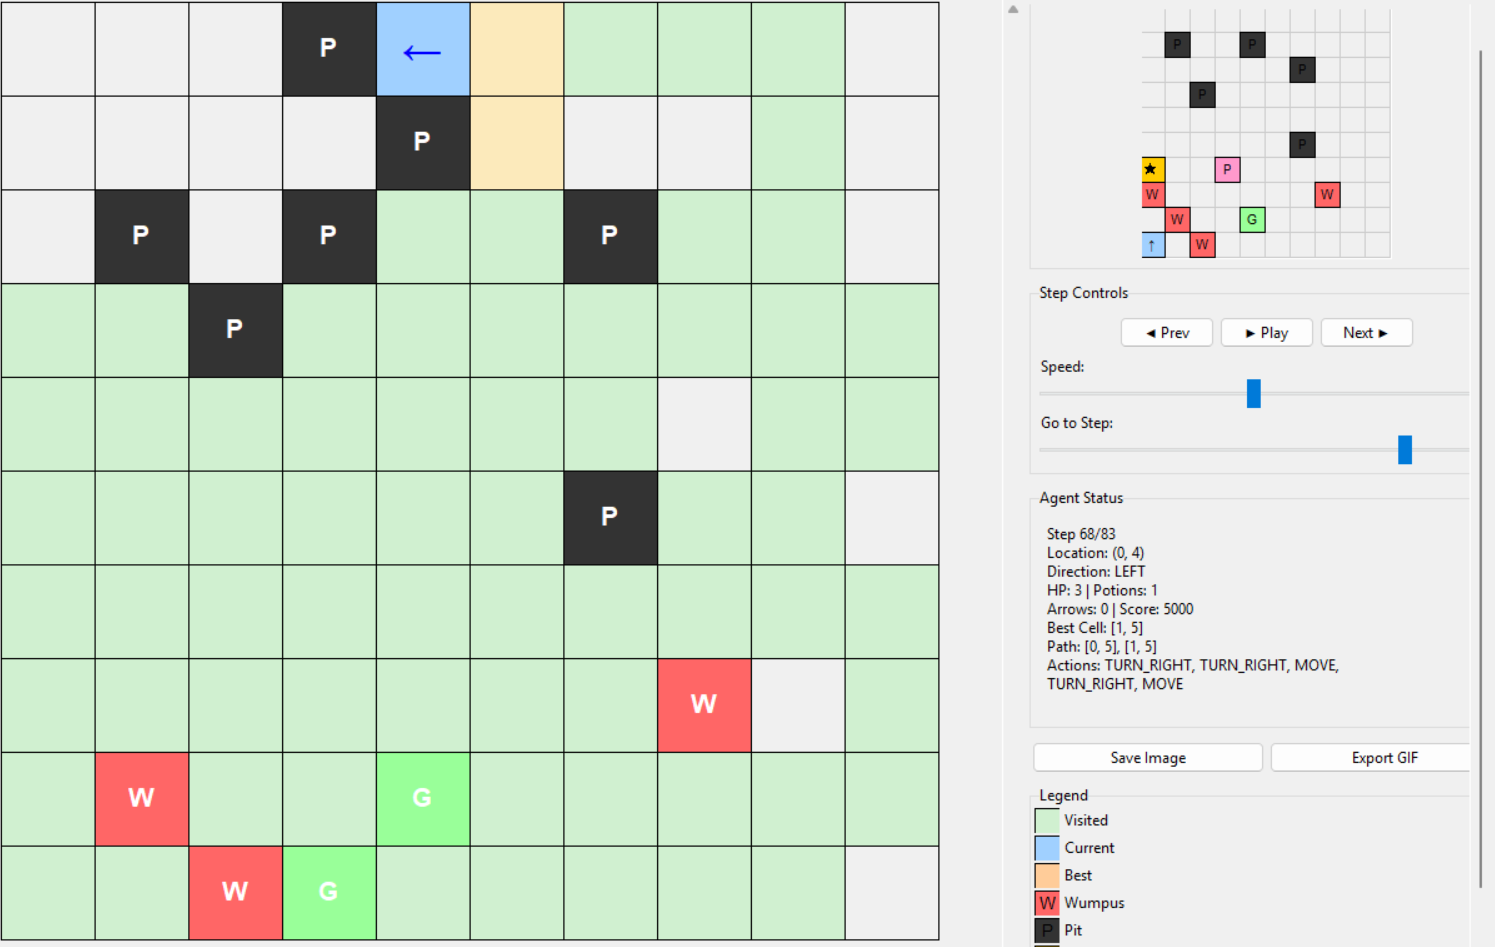 P ←
P
P P P
P
P
W
W G
W G
P P
P
P
P
★ P
W W
W G
↑ W
Step Controls
◄ Prev ► Play Next ►
Speed:
Go to Step:
Agent Status
Step 68/83
Location: (0, 4)
Direction: LEFT
HP: 3 | Potions: 1
Arrows: 0 | Score: 5000
Best Cell: [1, 5]
Path: [0, 5], [1, 5]
Actions: TURN_RIGHT, TURN_RIGHT, MOVE,
TURN_RIGHT, MOVE
Save Image Export GIF
Legend
Visited
Current
Best
W Wumpus
P Pit